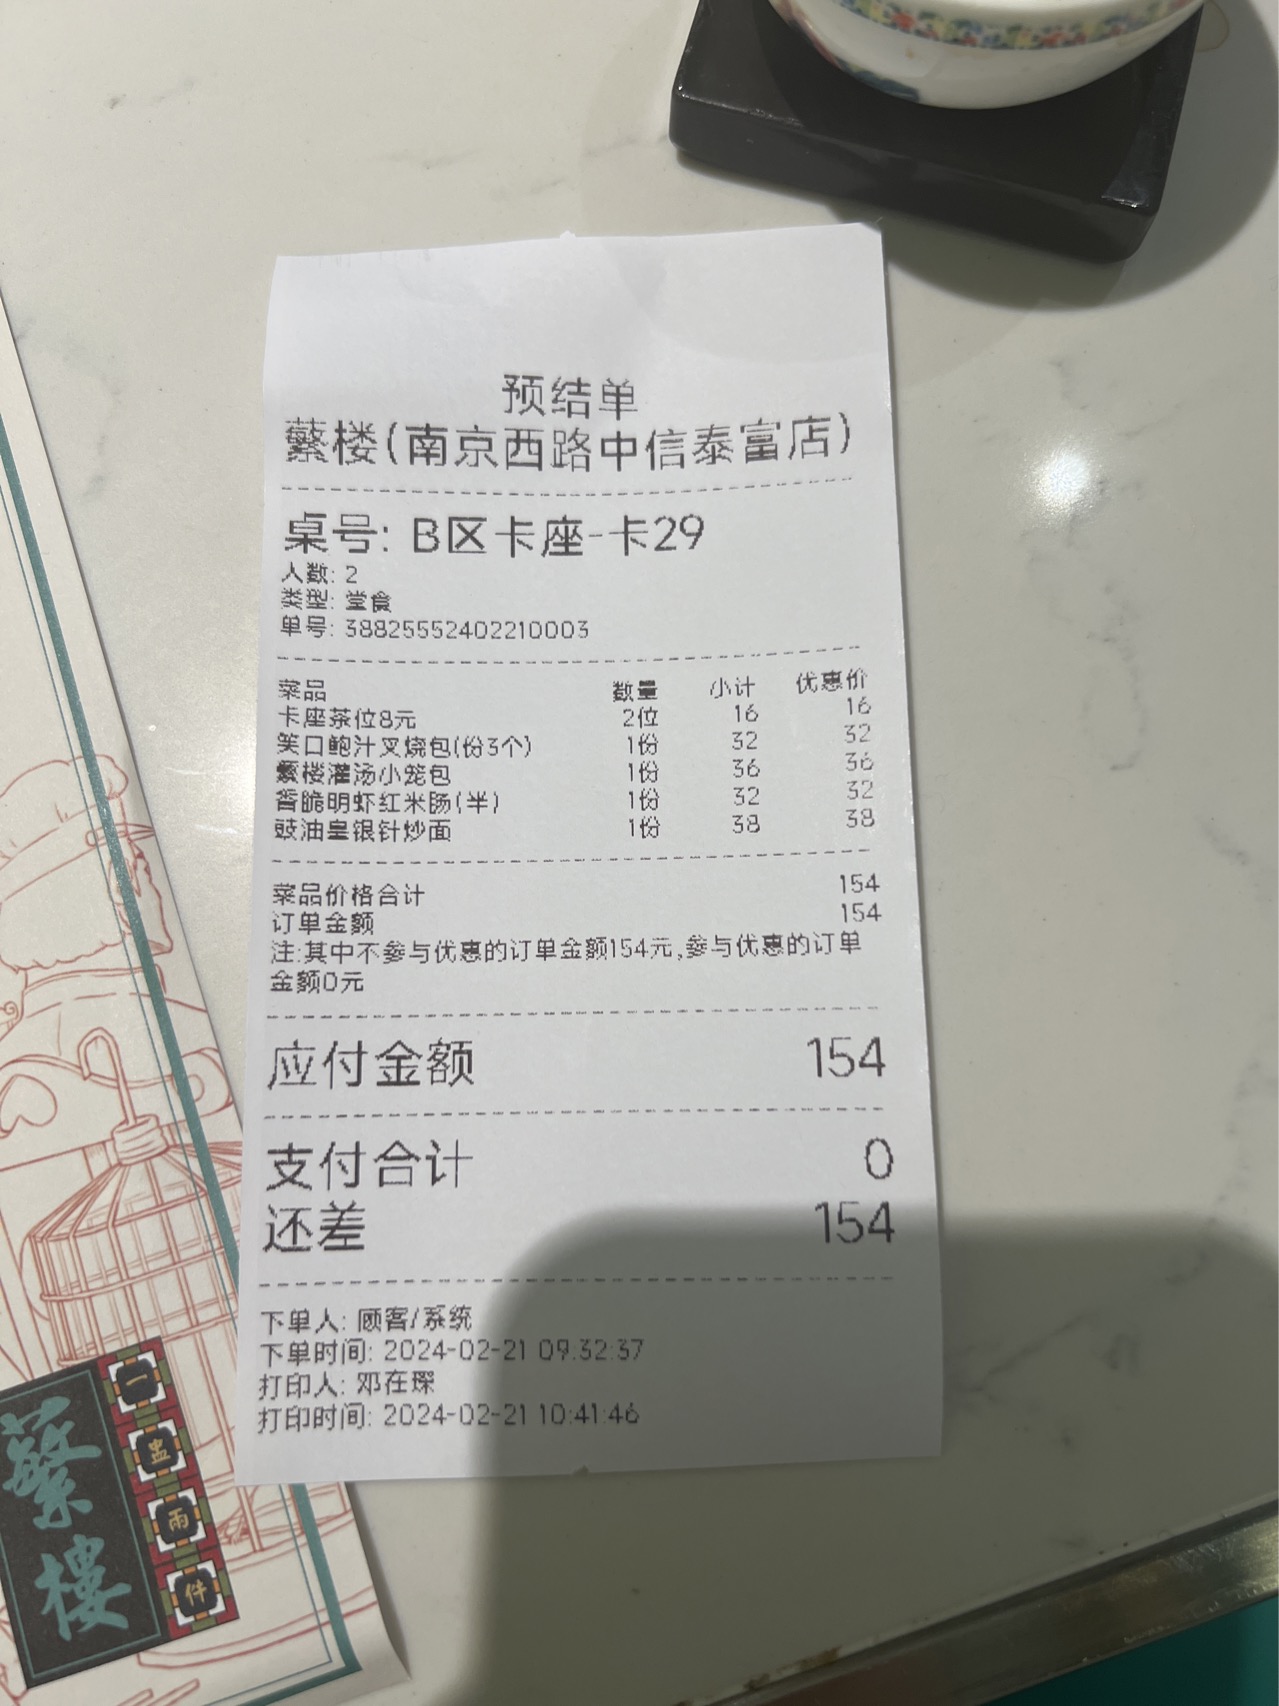 预结单
蘩楼(南京西路中信泰富店)
桌号: B区卡座-卡29
人数: 2
类型: 堂食
单号: 38825552402210003
菜品 数量 小计 优惠价
卡座茶位8元 2位 16 16
笑口鲍汁叉烧包(份3个) 1份 32 32
蘩楼灌汤小笼包 1份 36 36
香脆明虾红米肠(半) 1份 32 32
豉油皇银针炒面 1份 38 38
菜品价格合计 154
订单金额 154
注:其中不参与优惠的订单金额154元,参与优惠的订单
金额0元
应付金额 154
支付合计 0
还差 154
下单人: 顾客/系统
下单时间: 2024-02-21 09:32:37
打印人: 邓在琛
打印时间: 2024-02-21 10:41:46
蘩樓
一盅兩件